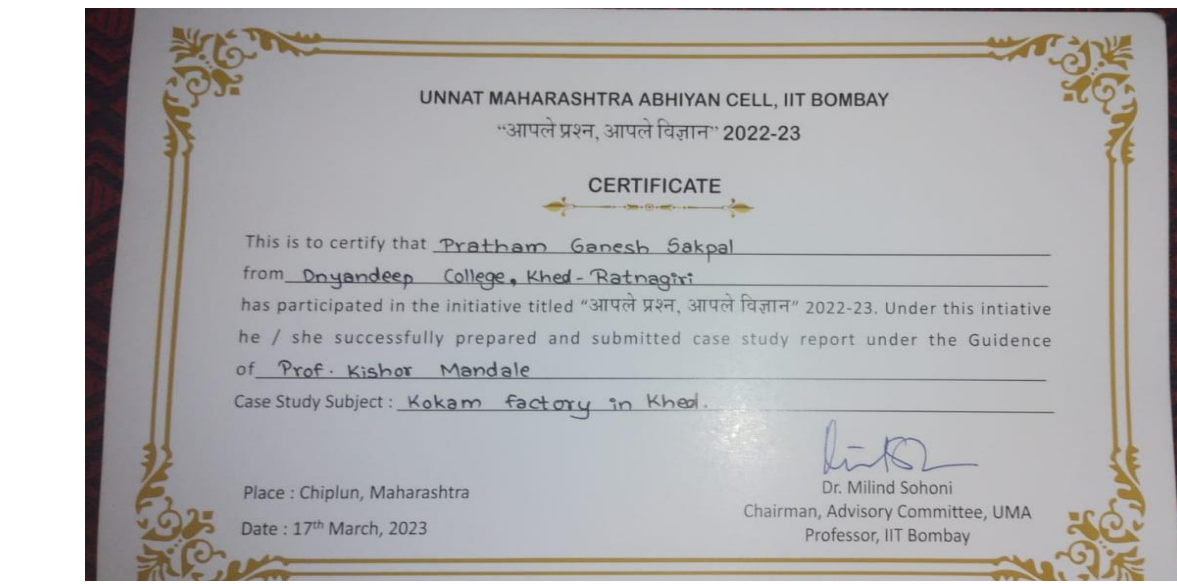 UNNAT MAHARASHTRA ABHIYAN CELL, IIT BOMBAY
“आपले प्रश्न, आपले विज्ञान” 2022-23
CERTIFICATE
This is to certify that Pratham Ganesh Sakpal
from Dnyandeep College, Khed-Ratnagiri
has participated in the initiative titled “आपले प्रश्न, आपले विज्ञान” 2022-23. Under this intiative
he / she successfully prepared and submitted case study report under the Guidence
of Prof. Kishor Mandale
Case Study Subject : Kokam factory in Khed.
Dr. Milind Sohoni
Place : Chiplun, Maharashtra
Chairman, Advisory Committee, UMA
Date : 17th March, 2023
Professor, IIT Bombay